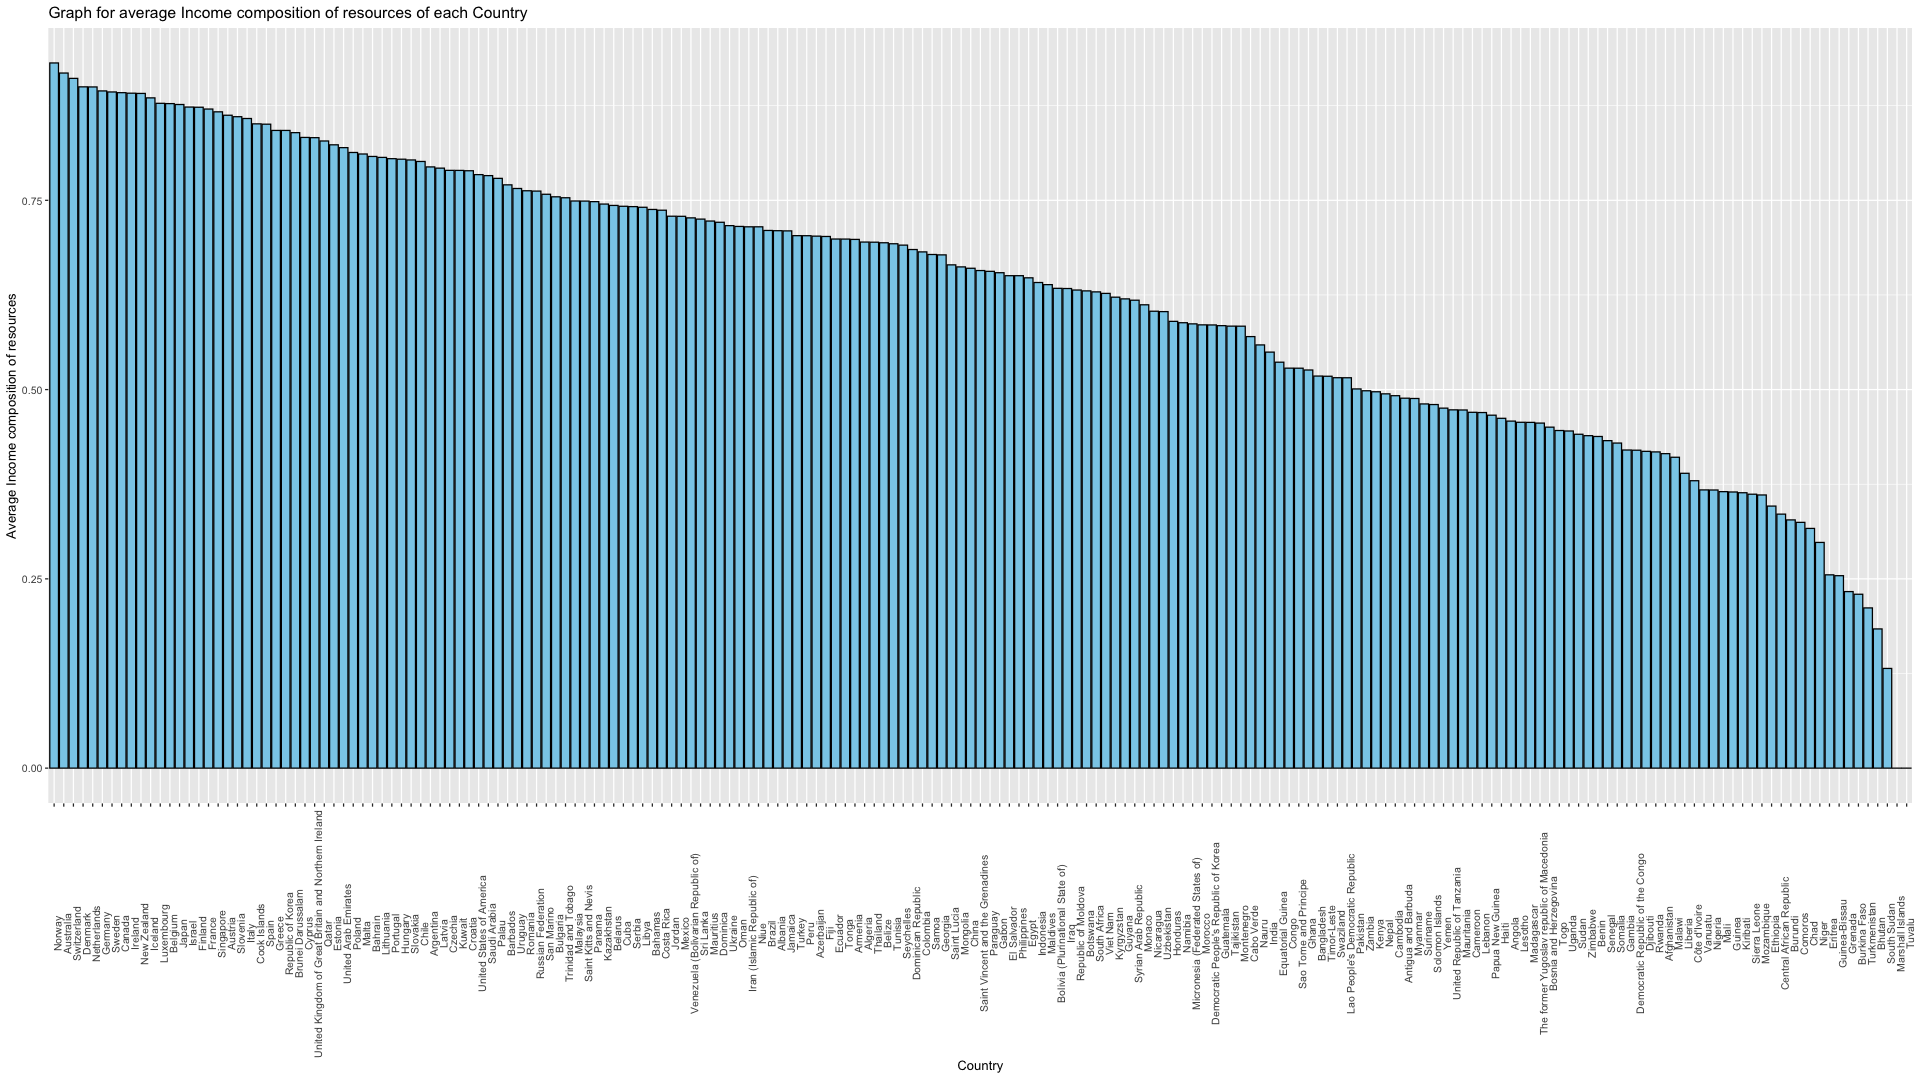 Graph for average Income composition of resources of each Country
Average Income composition of resources
0.75
0.50
0.25
0.00
Norway
Australia
Switzerland
Denmark
Netherlands
Germany
Sweden
Canada
Ireland
New Zealand
Iceland
Luxembourg
Belgium
Japan
Israel
Finland
France
Singapore
Austria
Slovenia
Italy
Cook Islands
Spain
Greece
Republic of Korea
Brunei Darussalam
Cyprus
United Kingdom of Great Britain and Northern Ireland
Qatar
Estonia
United Arab Emirates
Poland
Malta
Bahrain
Lithuania
Portugal
Hungary
Slovakia
Chile
Argentina
Latvia
Czechia
Kuwait
Croatia
United States of America
Saudi Arabia
Palau
Barbados
Uruguay
Romania
Russian Federation
San Marino
Bulgaria
Trinidad and Tobago
Malaysia
Saint Kitts and Nevis
Panama
Kazakhstan
Belarus
Cuba
Serbia
Libya
Bahamas
Costa Rica
Jordan
Mexico
Venezuela (Bolivarian Republic of)
Sri Lanka
Mauritius
Dominica
Ukraine
Oman
Iran (Islamic Republic of)
Niue
Brazil
Albania
Jamaica
Turkey
Peru
Azerbaijan
Fiji
Ecuador
Tonga
Armenia
Algeria
Thailand
Belize
Tunisia
Seychelles
Dominican Republic
Colombia
Samoa
Georgia
Saint Lucia
Mongolia
China
Saint Vincent and the Grenadines
Paraguay
Gabon
El Salvador
Philippines
Egypt
Indonesia
Maldives
Bolivia (Plurinational State of)
Iraq
Republic of Moldova
Botswana
South Africa
Viet Nam
Kyrgyzstan
Guyana
Syrian Arab Republic
Monaco
Nicaragua
Uzbekistan
Honduras
Namibia
Micronesia (Federated States of)
Morocco
Democratic People's Republic of Korea
Guatemala
Tajikistan
Montenegro
Cabo Verde
Nauru
India
Equatorial Guinea
Congo
Sao Tome and Principe
Ghana
Bangladesh
Timor-Leste
Swaziland
Lao People's Democratic Republic
Pakistan
Zambia
Kenya
Nepal
Cambodia
Antigua and Barbuda
Myanmar
Suriname
Solomon Islands
Yemen
United Republic of Tanzania
Mauritania
Cameroon
Lebanon
Papua New Guinea
Haiti
Angola
Lesotho
Madagascar
The former Yugoslav republic of Macedonia
Bosnia and Herzegovina
Togo
Uganda
Sudan
Zimbabwe
Benin
Senegal
Somalia
Gambia
Democratic Republic of the Congo
Djibouti
Rwanda
Afghanistan
Malawi
Liberia
Côte d'Ivoire
Vanuatu
Nigeria
Mali
Guinea
Kiribati
Sierra Leone
Mozambique
Ethiopia
Central African Republic
Burundi
Comoros
Chad
Niger
Eritrea
Guinea-Bissau
Grenada
Burkina Faso
Turkmenistan
Bhutan
South Sudan
Marshall Islands
Tuvalu
Country